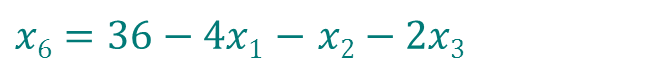 x₆ = 36 − 4x₁ − x₂ − 2x₃